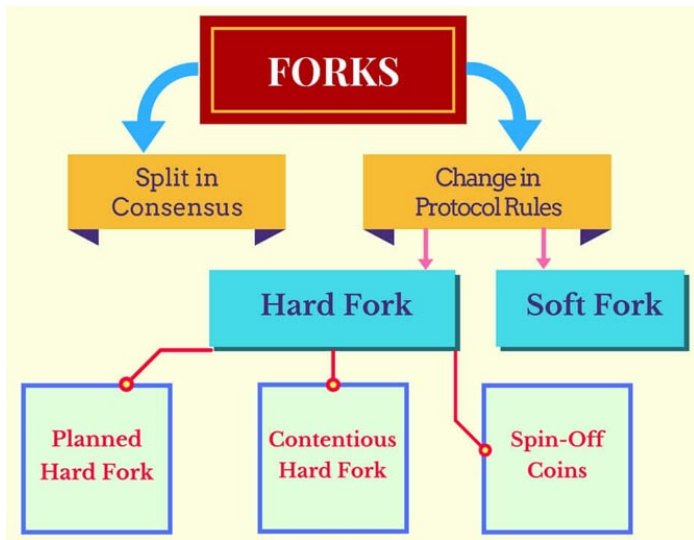 FORKS
Split in
Consensus
Change in
Protocol Rules
Hard Fork
Soft Fork
Planned
Hard Fork
Contentious
Hard Fork
Spin-Off
Coins